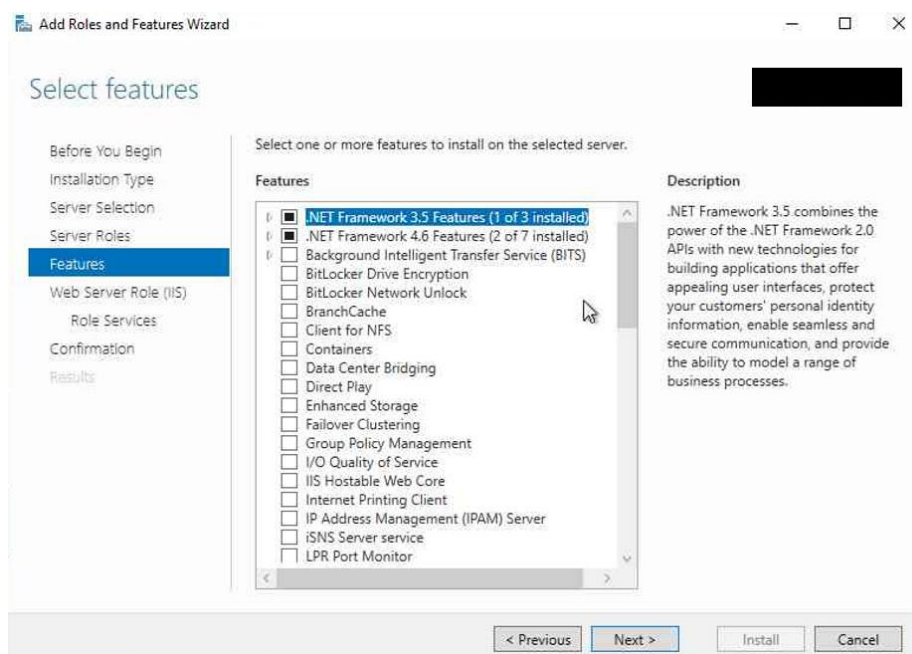 Add Roles and Features Wizard
Select features
Before You Begin
Installation Type
Server Selection
Server Roles
Features
Web Server Role (IIS)
Role Services
Confirmation
Results
Select one or more features to install on the selected server.
Features
.NET Framework 3.5 Features (1 of 3 installed)
.NET Framework 4.6 Features (2 of 7 installed)
Background Intelligent Transfer Service (BITS)
BitLocker Drive Encryption
BitLocker Network Unlock
BranchCache
Client for NFS
Containers
Data Center Bridging
Direct Play
Enhanced Storage
Failover Clustering
Group Policy Management
I/O Quality of Service
IIS Hostable Web Core
Internet Printing Client
IP Address Management (IPAM) Server
iSNS Server service
LPR Port Monitor
Description
.NET Framework 3.5 combines the
power of the .NET Framework 2.0
APIs with new technologies for
building applications that offer
appealing user interfaces, protect
your customers' personal identity
information, enable seamless and
secure communication, and provide
the ability to model a range of
business processes.
< Previous
Next >
Install
Cancel